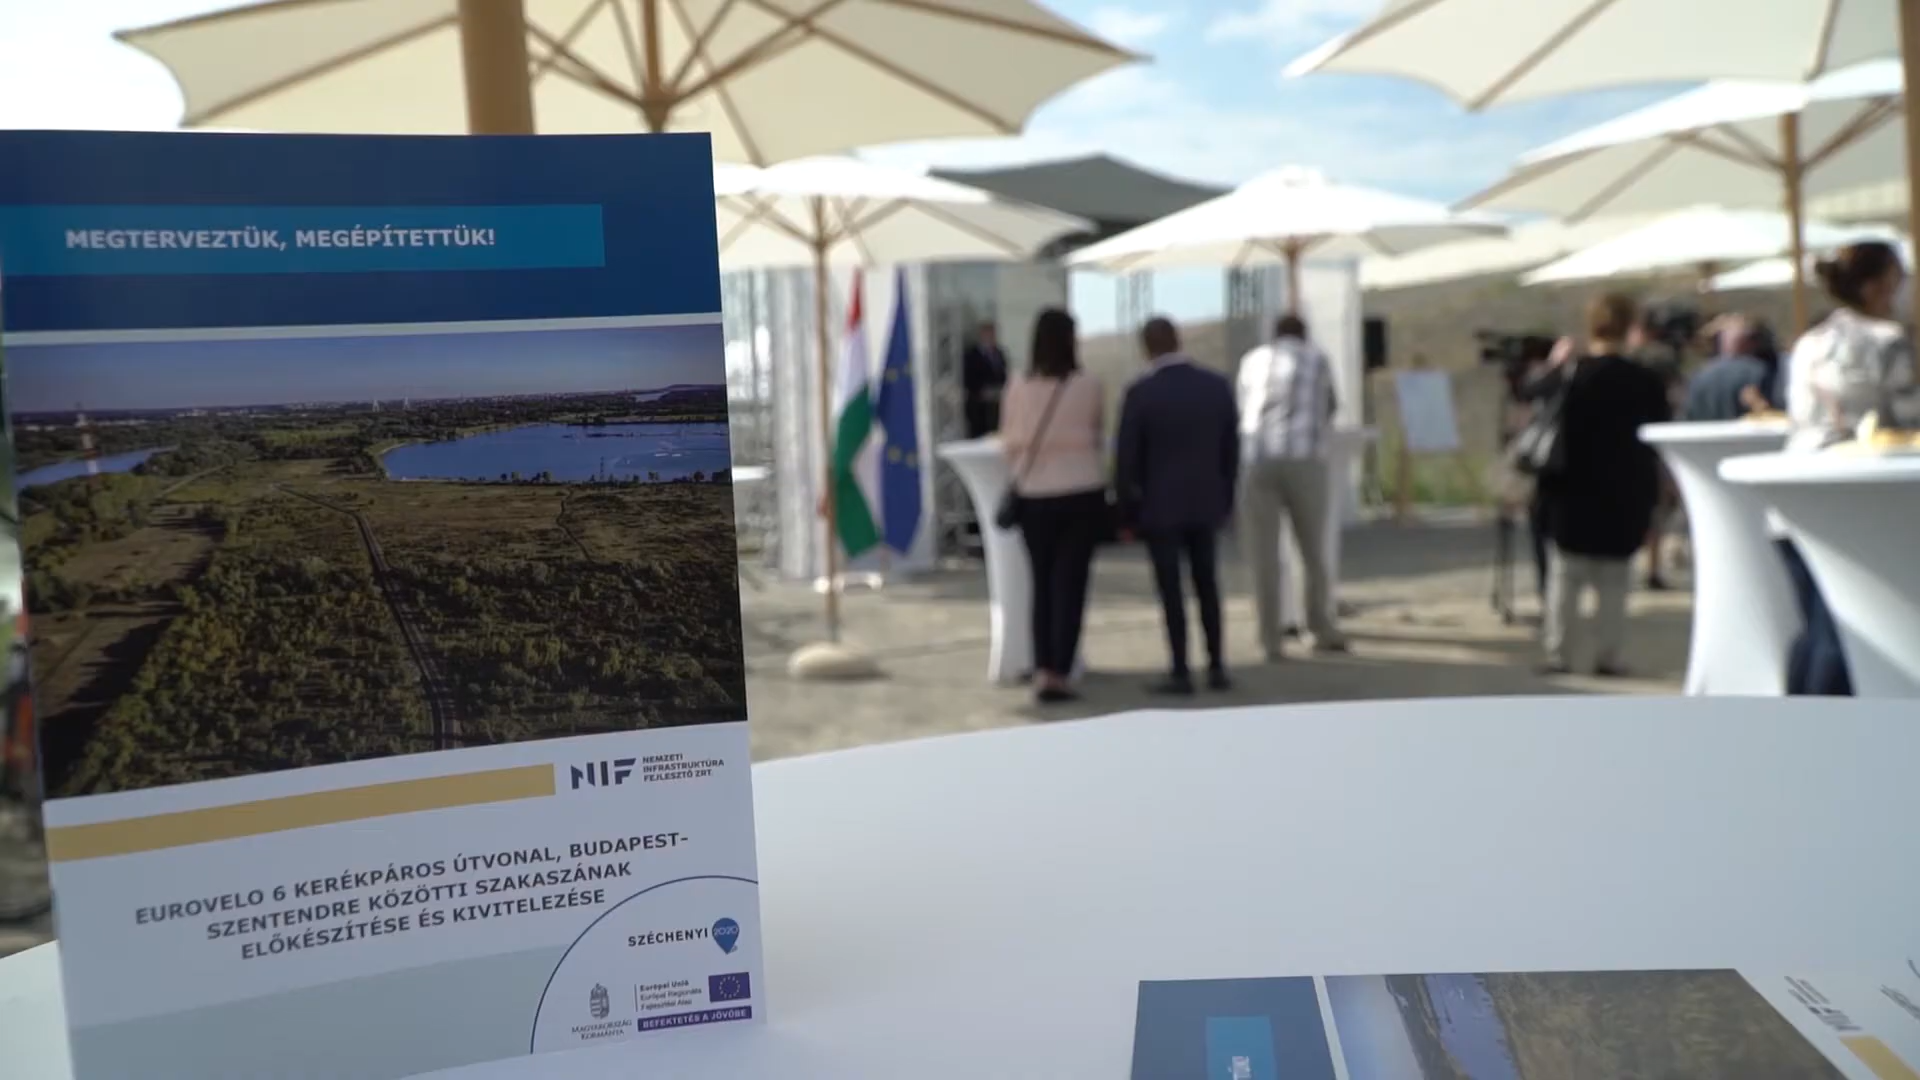 MEGTERVEZTÜK, MEGÉPÍTETTÜK!
NIF NEMZETI
INFRASTRUKTÚRA
FEJLESZTŐ ZRT.
EUROVELO 6 KERÉKPÁROS ÚTVONAL, BUDAPEST-
SZENTENDRE KÖZÖTTI SZAKASZÁNAK
ELŐKÉSZÍTÉSE ÉS KIVITELEZÉSE
SZÉCHENYI 2020
MAGYARORSZÁG
KORMÁNYA
Európai Unió
Európai Regionális
Fejlesztési Alap
BEFEKTETÉS A JÖVŐBE